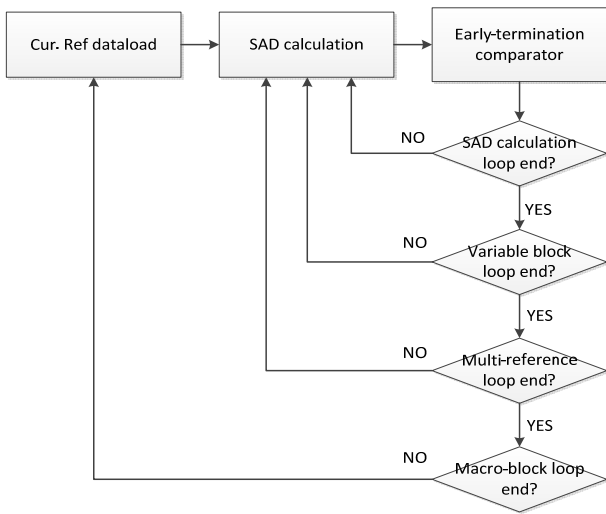 Cur. Ref dataload
SAD calculation
Early-termination
comparator
NO
SAD calculation
loop end?
YES
NO
Variable block
loop end?
YES
NO
Multi-reference
loop end?
YES
NO
Macro-block loop
end?